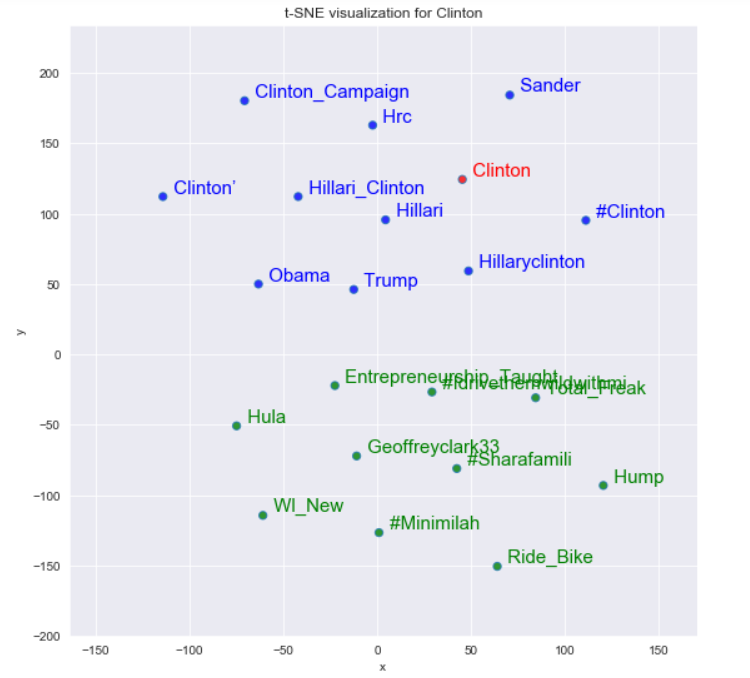 t-SNE visualization for Clinton
200
150
100
50
0
−50
−100
−150
−200
y
Clinton_Campaign
Sander
Hrc
Clinton
Clinton’
Hillari_Clinton
Hillari
#Clinton
Hillaryclinton
Obama
Trump
Entrepreneurship_Taught
#Idrivethemwildwithmi
Total_Freak
Hula
Geoffreyclark33
#Sharafamili
Hump
WI_New
#Minimilah
Ride_Bike
−150
−100
−50
0
50
100
150
x